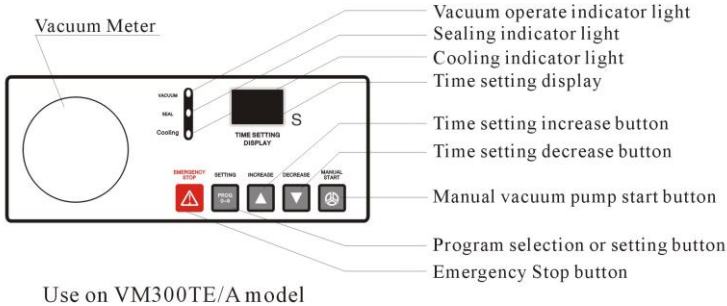 Vacuum operate indicator light
Vacuum Meter
Sealing indicator light
Cooling indicator light
Time setting display
VACUUM
SEAL
Cooling
S
TIME SETTING
DISPLAY
Time setting increase button
Time setting decrease button
EMERGENCY
STOP
SETTING
INCREASE
DECREASE
MANUAL
START
PROG
0-9
Manual vacuum pump start button
Program selection or setting button
Emergency Stop button
Use on VM300TE/A model